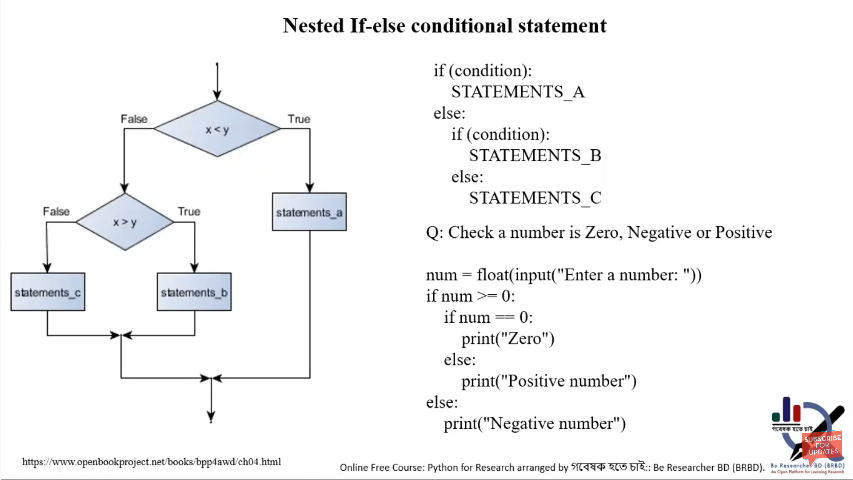 Nested If-else conditional statement
False
True
x < y
False
True
x > y
statements_a
statements_c
statements_b
if (condition):
STATEMENTS_A
else:
if (condition):
STATEMENTS_B
else:
STATEMENTS_C
Q: Check a number is Zero, Negative or Positive
num = float(input("Enter a number: "))
if num >= 0:
if num == 0:
print("Zero")
else:
print("Positive number")
else:
print("Negative number")
https://www.openbookproject.net/books/bpp4awd/ch04.html
Online Free Course: Python for Research arranged by গবেষক হতে চাই:: Be Researcher BD (BRBD).
গবেষক হতে চাই
SUBSCRIBE
FOR
UPDATES
Be Researcher BD (BRBD)
An Open Platform for Learning Research